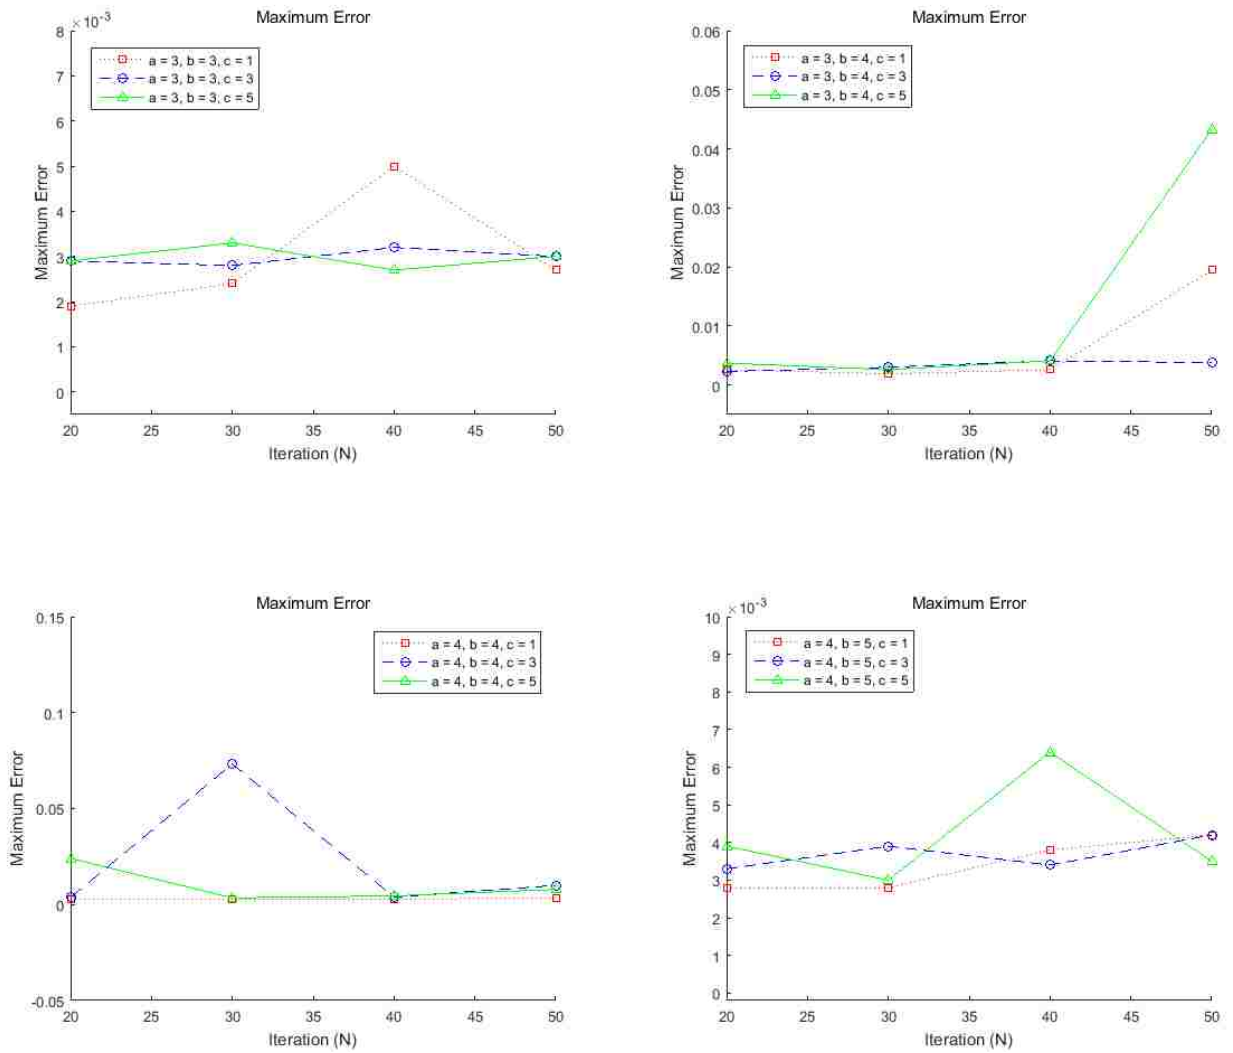 Maximum Error
×10⁻³
8
7
6
5
4
3
2
1
0
Maximum Error
a = 3, b = 3, c = 1
a = 3, b = 3, c = 3
a = 3, b = 3, c = 5
20 25 30 35 40 45 50
Iteration (N)
Maximum Error
0.06
0.05
0.04
0.03
0.02
0.01
0
Maximum Error
a = 3, b = 4, c = 1
a = 3, b = 4, c = 3
a = 3, b = 4, c = 5
20 25 30 35 40 45 50
Iteration (N)
Maximum Error
0.15
0.1
0.05
0
-0.05
Maximum Error
a = 4, b = 4, c = 1
a = 4, b = 4, c = 3
a = 4, b = 4, c = 5
20 25 30 35 40 45 50
Iteration (N)
Maximum Error
×10⁻³
10
9
8
7
6
5
4
3
2
1
0
Maximum Error
a = 4, b = 5, c = 1
a = 4, b = 5, c = 3
a = 4, b = 5, c = 5
20 25 30 35 40 45 50
Iteration (N)